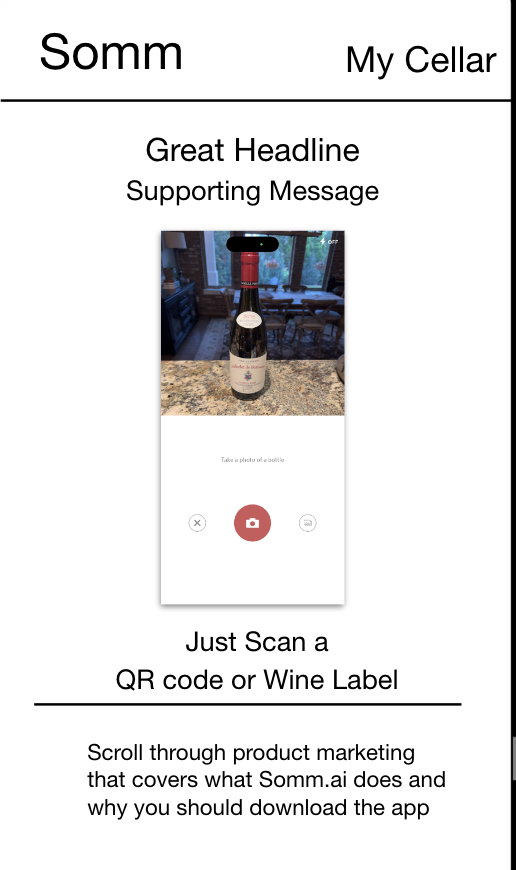 Somm
My Cellar
Great Headline
Supporting Message
OFF
Take a photo of a bottle
Just Scan a
QR code or Wine Label
Scroll through product marketing
that covers what Somm.ai does and
why you should download the app